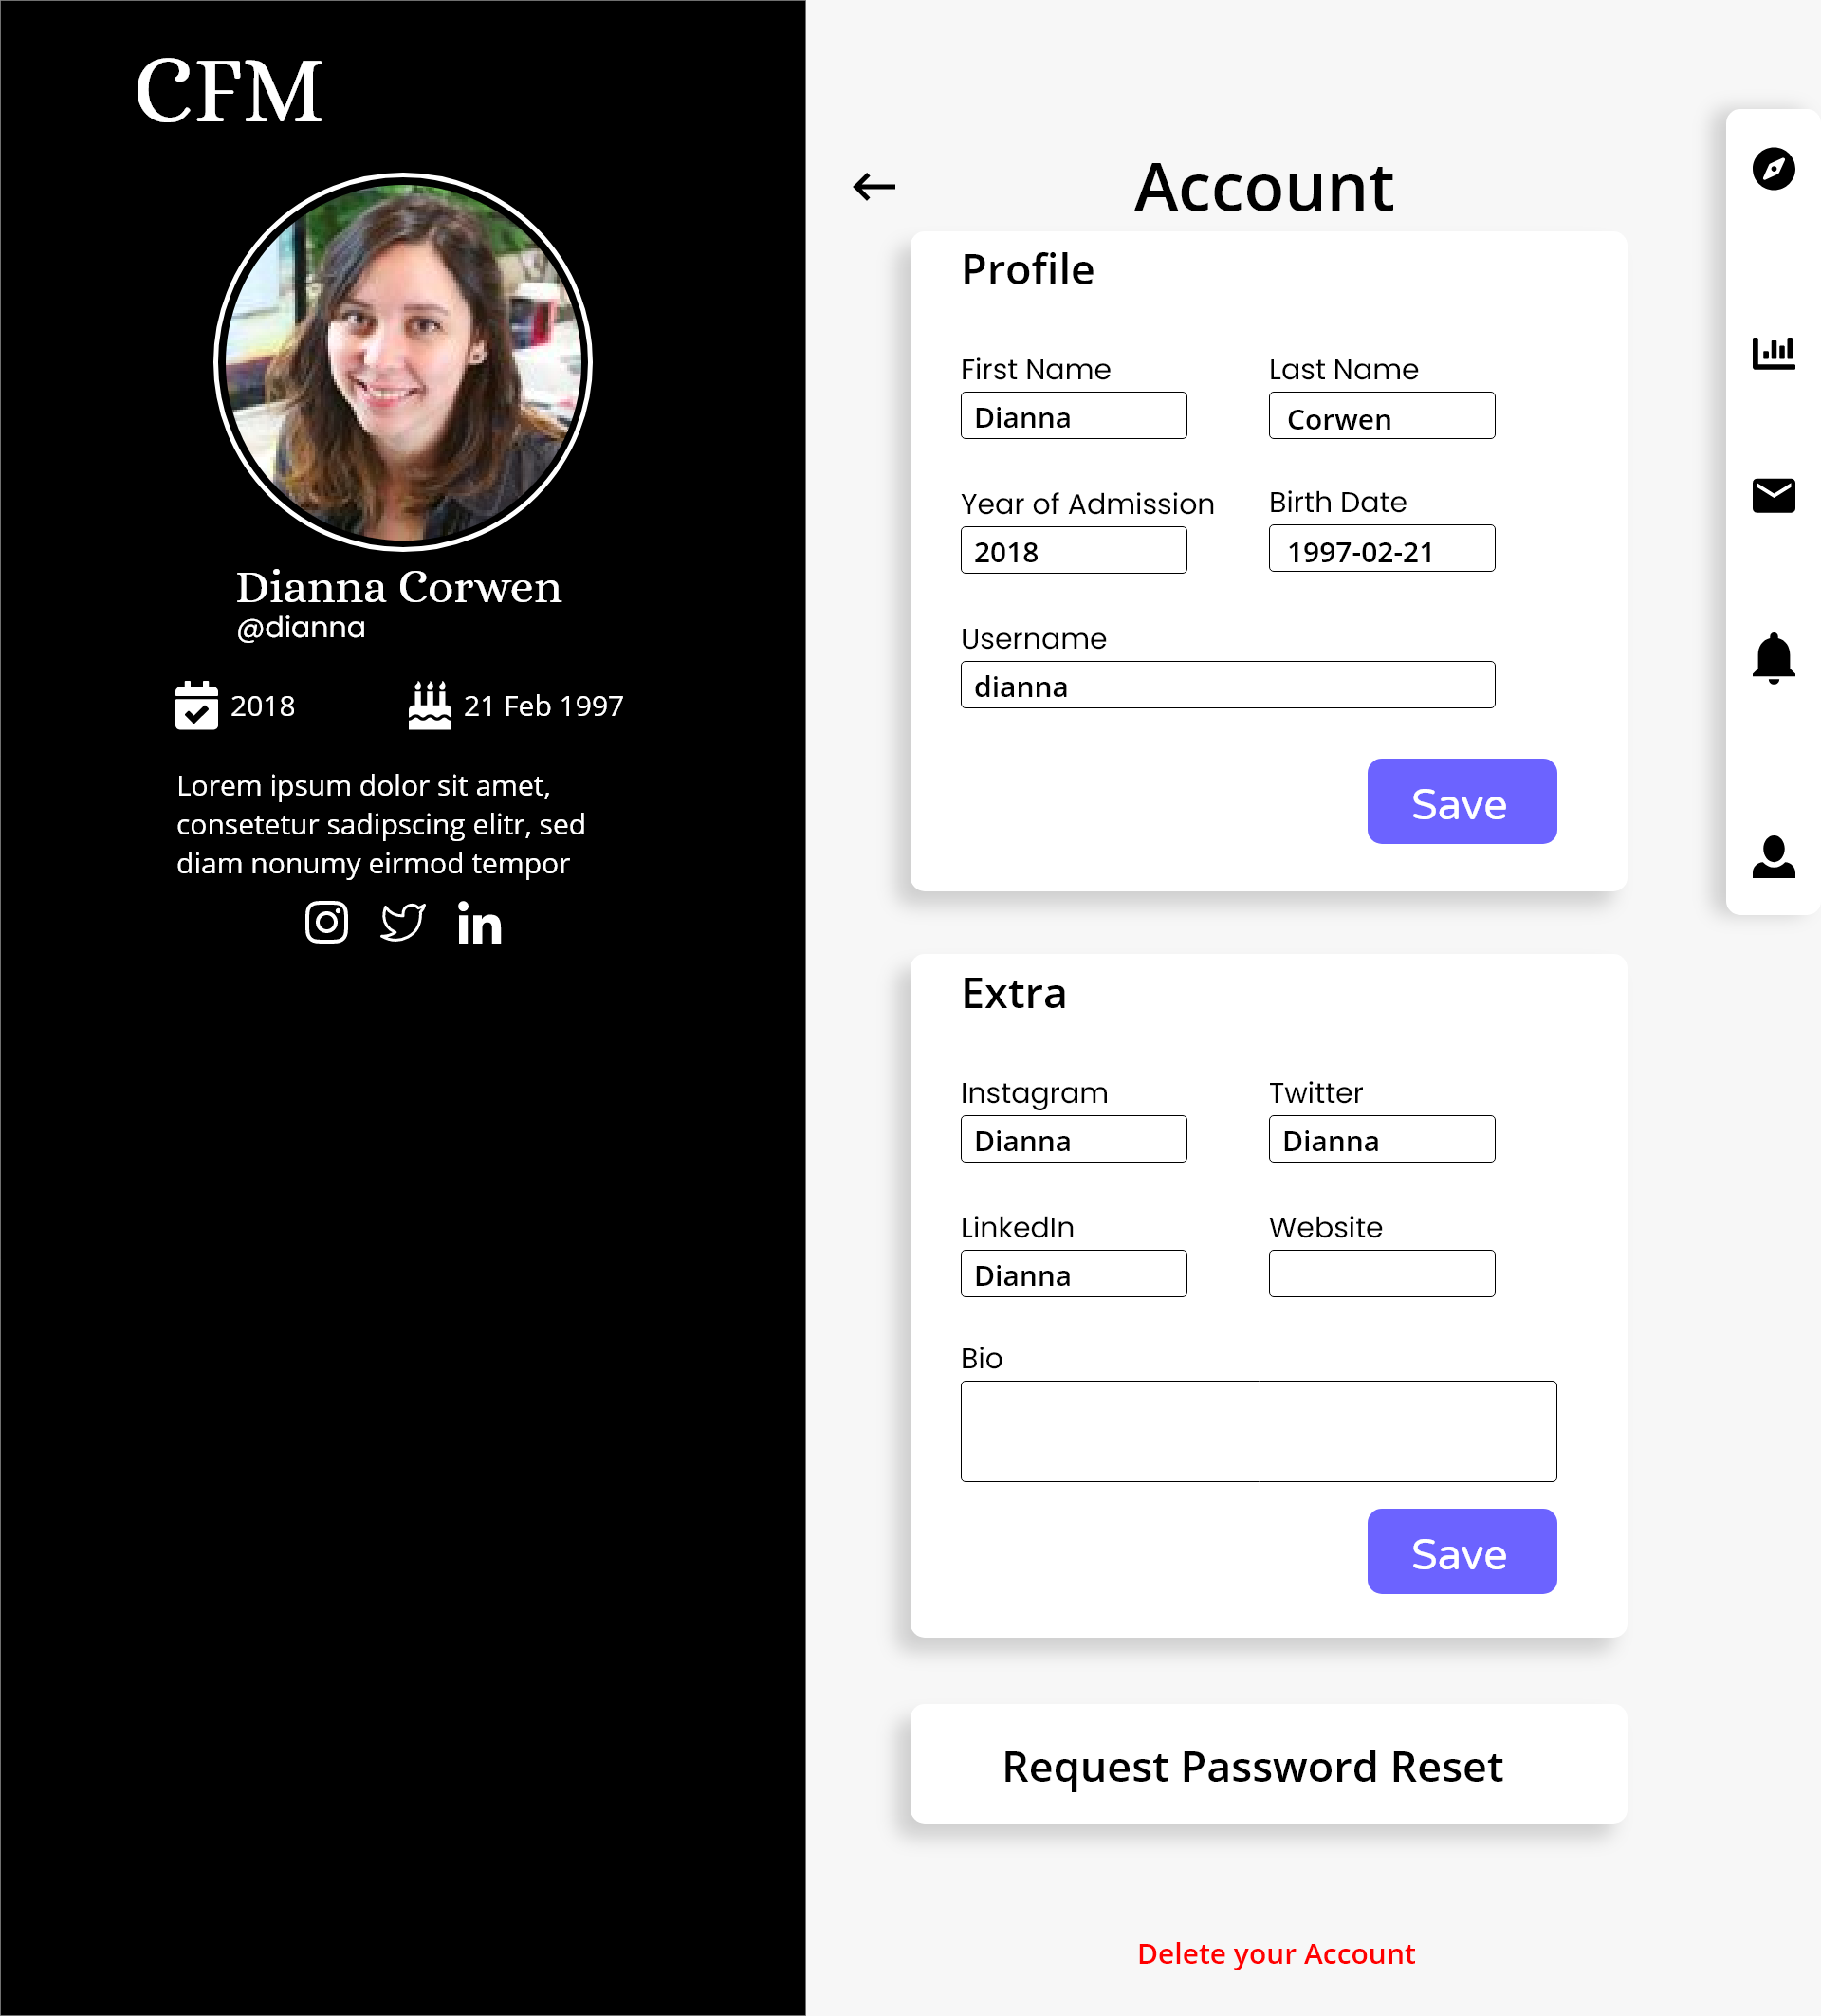 CFM
Dianna Corwen
@dianna
2018
21 Feb 1997
Lorem ipsum dolor sit amet,
consetetur sadipscing elitr, sed
diam nonumy eirmod tempor
Account
Profile
First Name
Last Name
Dianna
Corwen
Year of Admission
Birth Date
2018
1997-02-21
Username
dianna
Save
Extra
Instagram
Twitter
Dianna
Dianna
LinkedIn
Website
Dianna
Bio
Save
Request Password Reset
Delete your Account